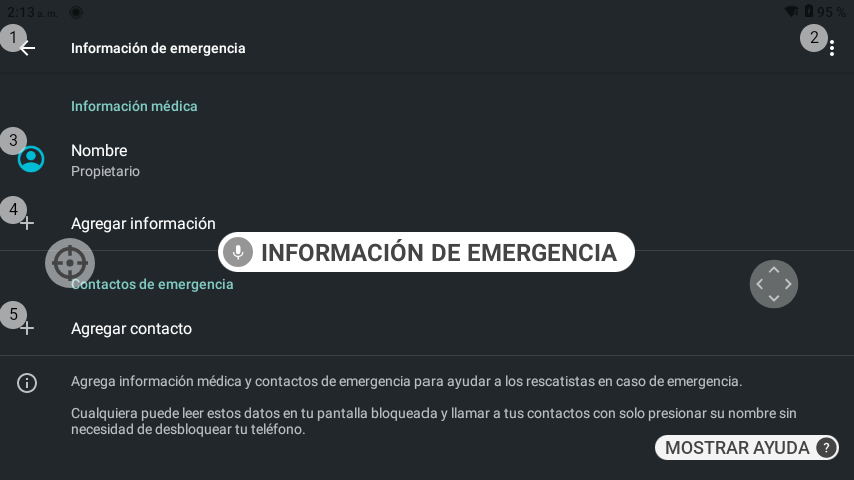 2:13 a. m.
95 %
1
2
Información de emergencia
Información médica
3
Nombre
Propietario
4
Agregar información
INFORMACIÓN DE EMERGENCIA
Contactos de emergencia
5
Agregar contacto
Agrega información médica y contactos de emergencia para ayudar a los rescatistas en caso de emergencia.
Cualquiera puede leer estos datos en tu pantalla bloqueada y llamar a tus contactos con solo presionar su nombre sin
necesidad de desbloquear tu teléfono.
MOSTRAR AYUDA ?